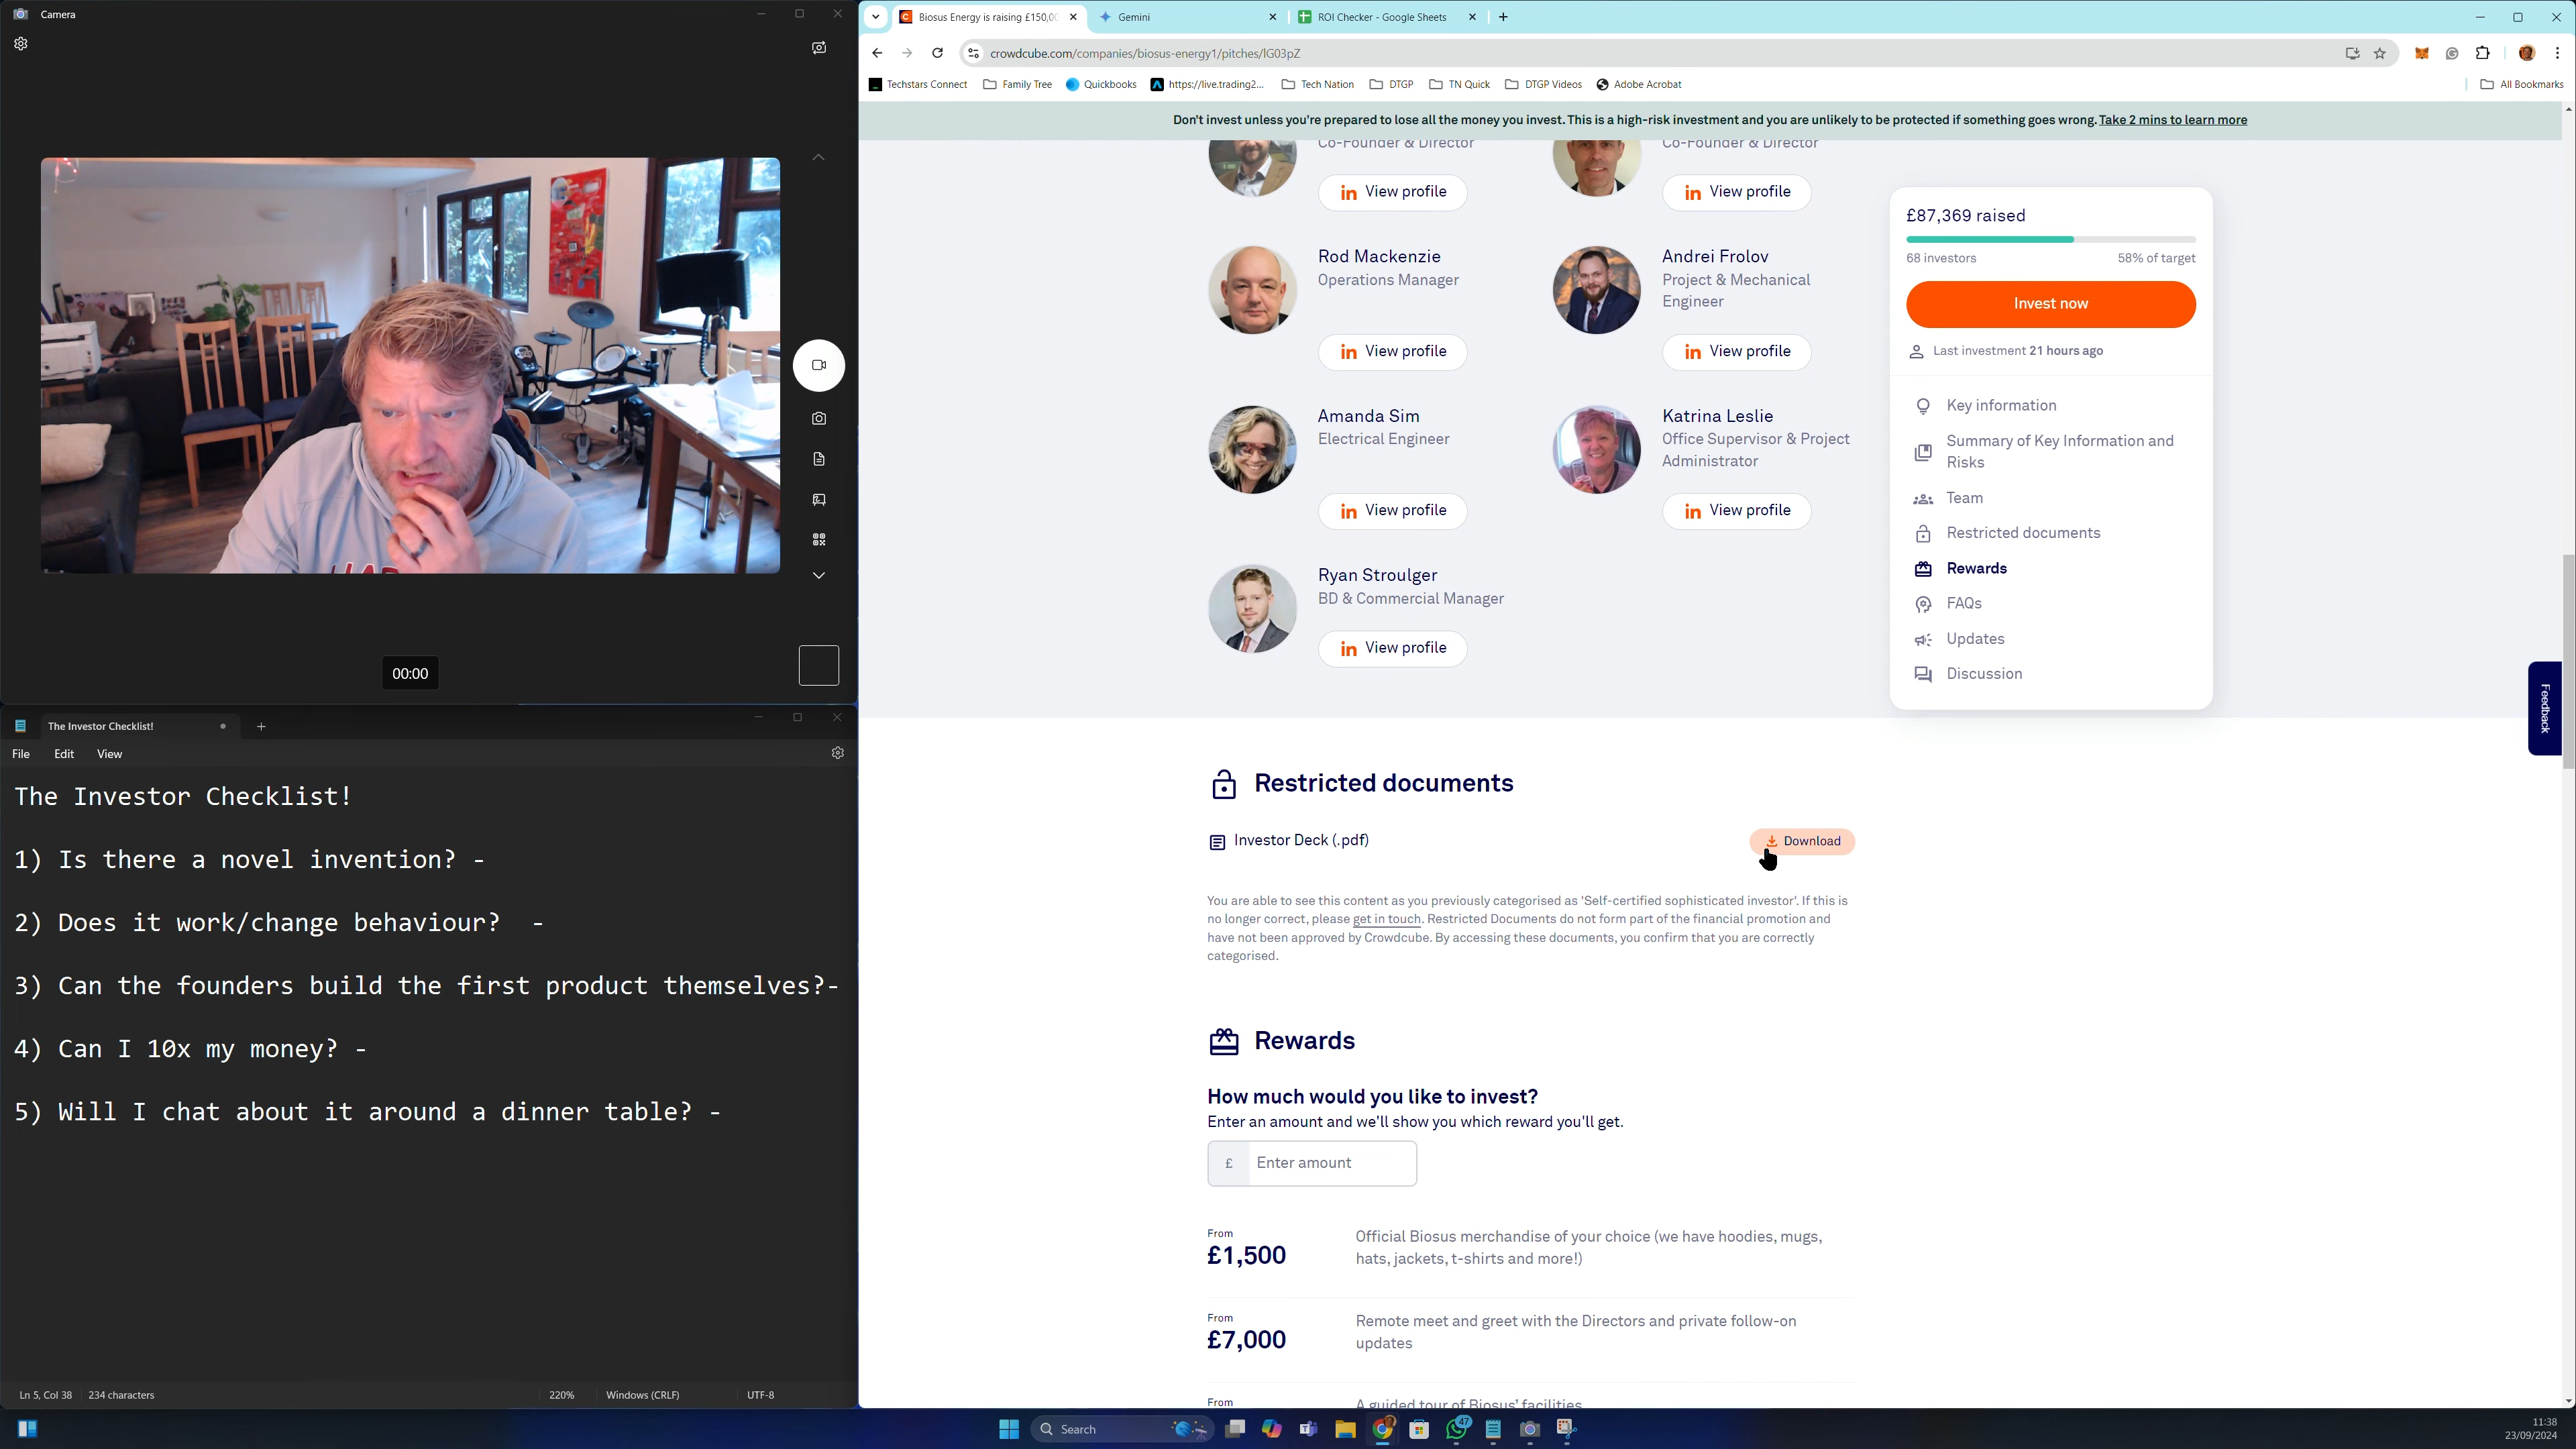 Camera
00:00
The Investor Checklist!
File Edit View
The Investor Checklist!
1) Is there a novel invention? -
2) Does it work/change behaviour?  -
3) Can the founders build the first product themselves?-
4) Can I 10x my money? -
5) Will I chat about it around a dinner table? -
Ln 5, Col 38 234 characters 220% Windows (CRLF) UTF-8
Biosus Energy is raising £150,00
Gemini
ROI Checker - Google Sheets
crowdcube.com/companies/biosus-energy1/pitches/lG03pZ
Techstars Connect Family Tree Quickbooks https://live.trading2... Tech Nation DTGP TN Quick DTGP Videos Adobe Acrobat All Bookmarks
Don't invest unless you're prepared to lose all the money you invest. This is a high-risk investment and you are unlikely to be protected if something goes wrong. Take 2 mins to learn more
Co-Founder & Director
in View profile
Co-Founder & Director
in View profile
Rod Mackenzie
Operations Manager
in View profile
Andrei Frolov
Project & Mechanical
Engineer
in View profile
Amanda Sim
Electrical Engineer
in View profile
Katrina Leslie
Office Supervisor & Project
Administrator
in View profile
Ryan Stroulger
BD & Commercial Manager
in View profile
£87,369 raised
68 investors 58% of target
Invest now
Last investment 21 hours ago
Key information
Summary of Key Information and
Risks
Team
Restricted documents
Rewards
FAQs
Updates
Discussion
Feedback
Restricted documents
Investor Deck (.pdf) Download
You are able to see this content as you previously categorised as 'Self-certified sophisticated investor'. If this is
no longer correct, please get in touch. Restricted Documents do not form part of the financial promotion and
have not been approved by Crowdcube. By accessing these documents, you confirm that you are correctly
categorised.
Rewards
How much would you like to invest?
Enter an amount and we'll show you which reward you'll get.
£ Enter amount
From
£1,500
Official Biosus merchandise of your choice (we have hoodies, mugs,
hats, jackets, t-shirts and more!)
From
£7,000
Remote meet and greet with the Directors and private follow-on
updates
From
A guided tour of Biosus' facilities
Search
47
11:38
23/09/2024